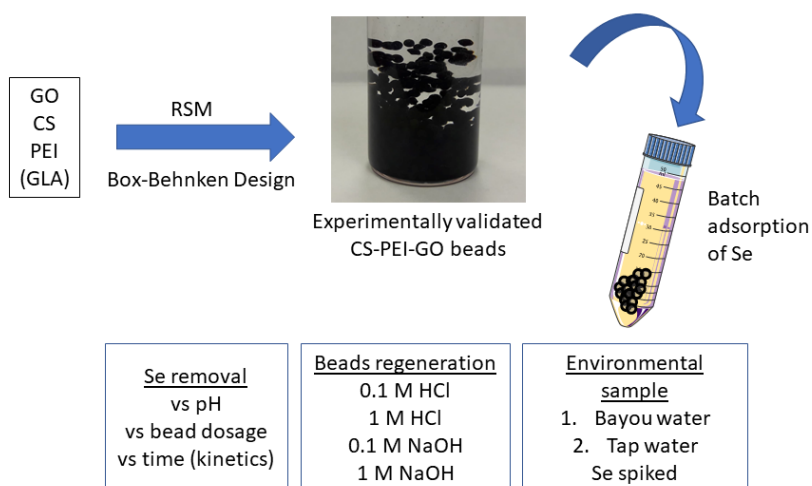 GO
CS
PEI
(GLA)
RSM
Box-Behnken Design
Experimentally validated
CS-PEI-GO beads
Batch
adsorption
of Se
Se removal
vs pH
vs bead dosage
vs time (kinetics)
Beads regeneration
0.1 M HCl
1 M HCl
0.1 M NaOH
1 M NaOH
Environmental
sample
1. Bayou water
2. Tap water
Se spiked